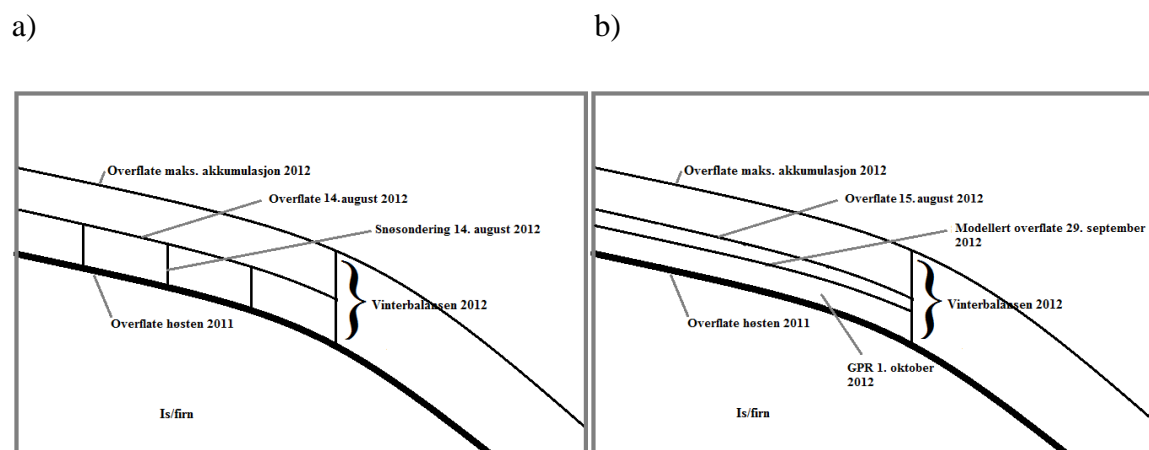 a)
b)
Overflate maks. akkumulasjon 2012
Overflate 14.august 2012
Snøsondering 14. august 2012
Vinterbalansen 2012
Overflate høsten 2011
Is/firn
Overflate maks. akkumulasjon 2012
Overflate 15.august 2012
Modellert overflate 29. september
2012
Vinterbalansen 2012
Overflate høsten 2011
GPR 1. oktober
2012
Is/firn